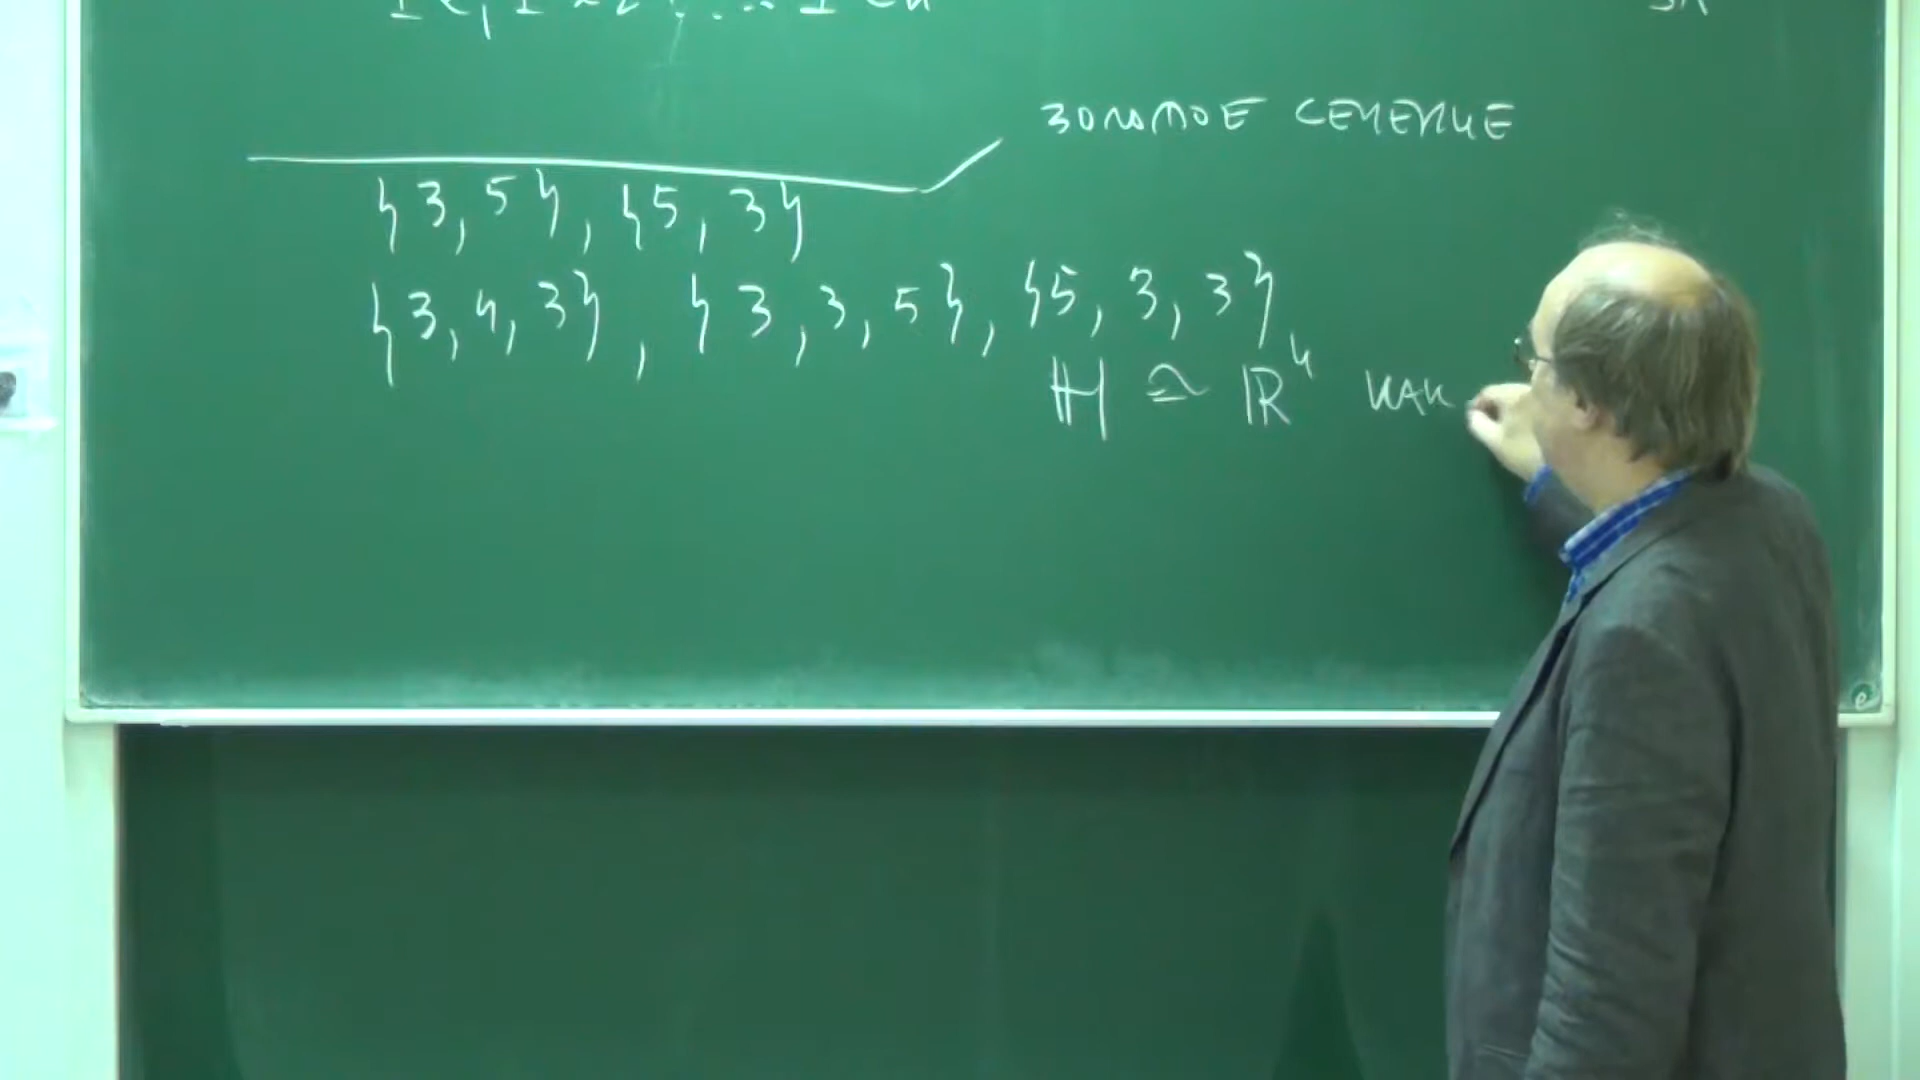 ЗОЛОТОЕ СЕЧЕНИЕ
{3, 5}, {5, 3}
{3, 4, 3}, {3, 3, 5}, {5, 3, 3},
ℍ ≃ ℝ⁴ КАК